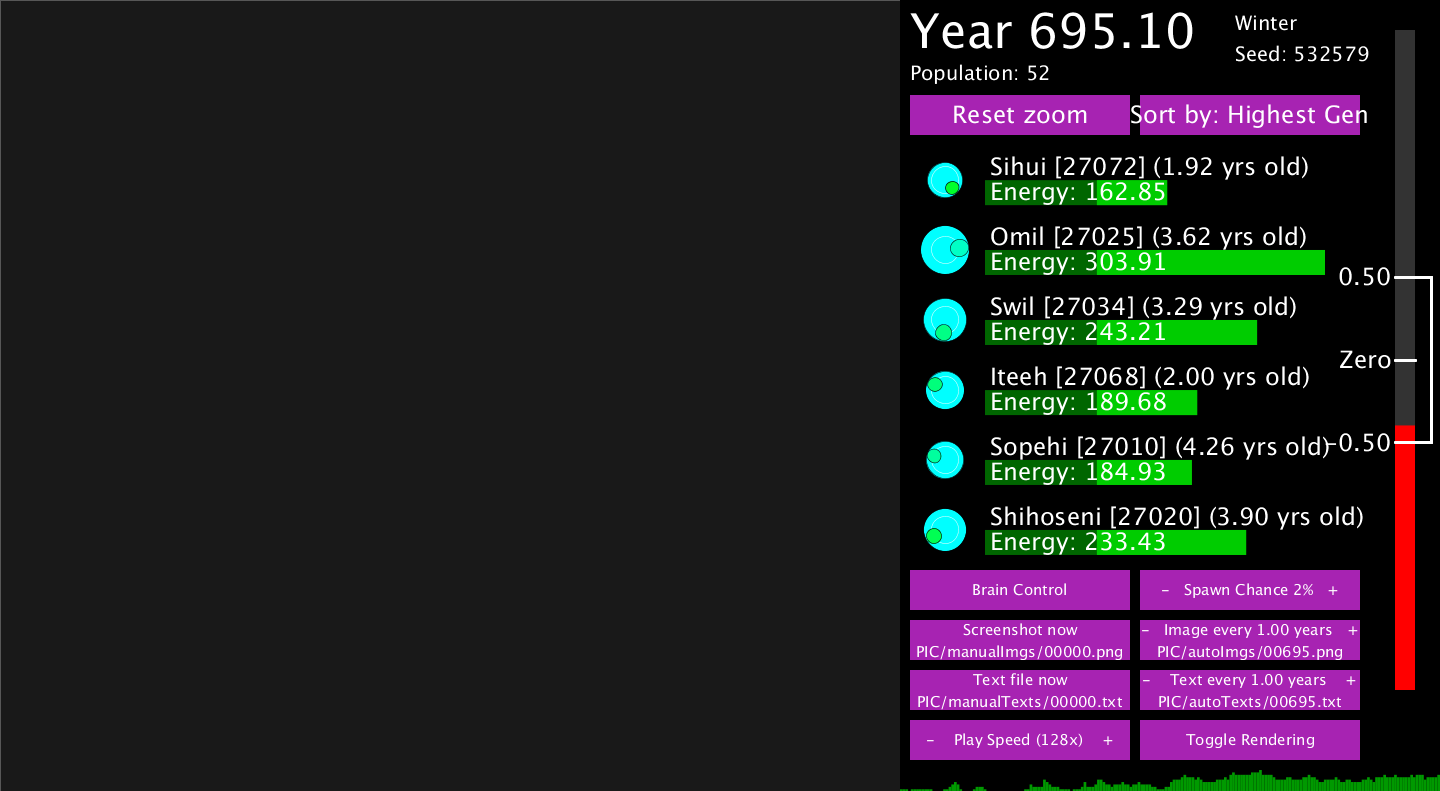 Year 695.10
Winter
Seed: 532579
Population: 52
Reset zoom
Sort by: Highest Gen
Sihui [27072] (1.92 yrs old)
Energy: 162.85
Omil [27025] (3.62 yrs old)
Energy: 303.91
0.50
Swil [27034] (3.29 yrs old)
Energy: 243.21
Zero
Iteeh [27068] (2.00 yrs old)
Energy: 189.68
Sopehi [27010] (4.26 yrs old)
-0.50
Energy: 184.93
Shihoseni [27020] (3.90 yrs old)
Energy: 233.43
Brain Control
- Spawn Chance 2% +
Screenshot now
PIC/manualImgs/00000.png
- Image every 1.00 years +
PIC/autoImgs/00695.png
Text file now
PIC/manualTexts/00000.txt
- Text every 1.00 years +
PIC/autoTexts/00695.txt
- Play Speed (128x) +
Toggle Rendering